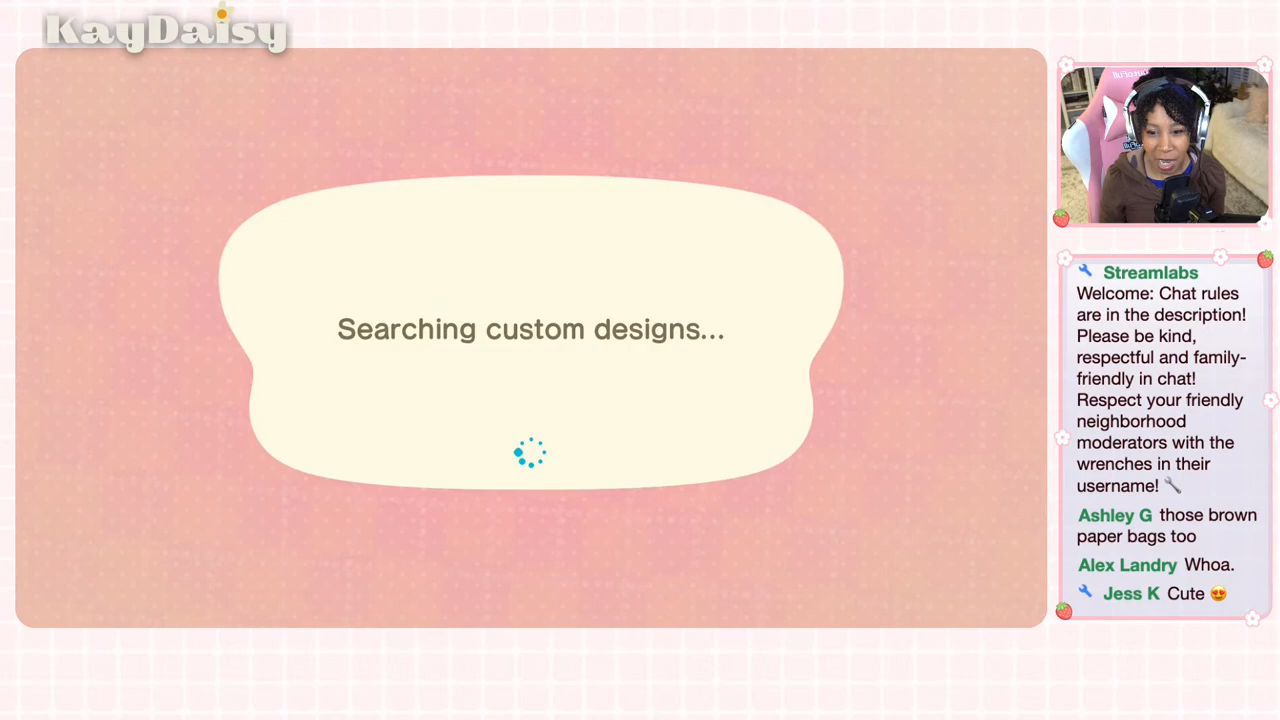 KayDaisy
Searching custom designs...
Streamlabs
Welcome: Chat rules
are in the description!
Please be kind,
respectful and family-
friendly in chat!
Respect your friendly
neighborhood
moderators with the
wrenches in their
username! 🔧
Ashley G those brown
paper bags too
Alex Landry Whoa.
Jess K Cute 😍